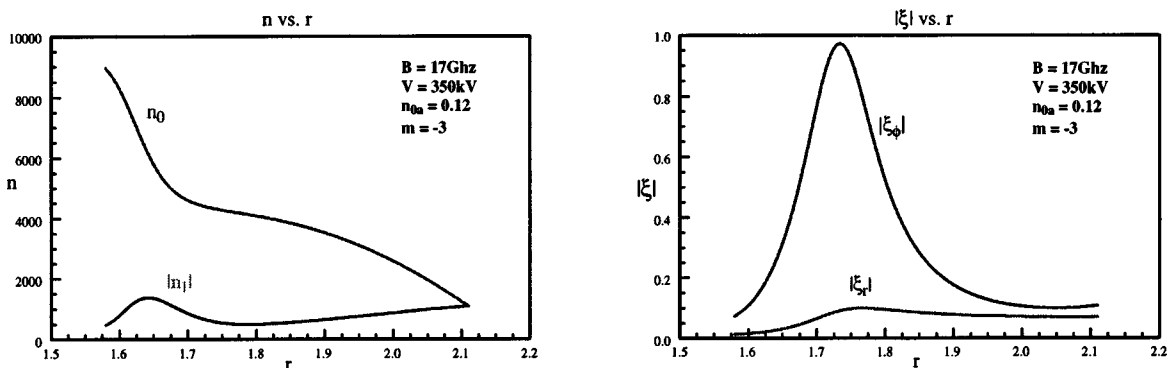 n vs. r
10000
8000
6000
4000
2000
0
n
n₀
|n₁|
B = 17Ghz
V = 350kV
n₀ₐ = 0.12
m = -3
1.5 1.6 1.7 1.8 1.9 2.0 2.1 2.2
r
|ξ| vs. r
1.0
0.8
0.6
0.4
0.2
0.0
|ξ|
|ξ_ϕ|
|ξ_r|
B = 17Ghz
V = 350kV
n₀ₐ = 0.12
m = -3
1.5 1.6 1.7 1.8 1.9 2.0 2.1 2.2
r